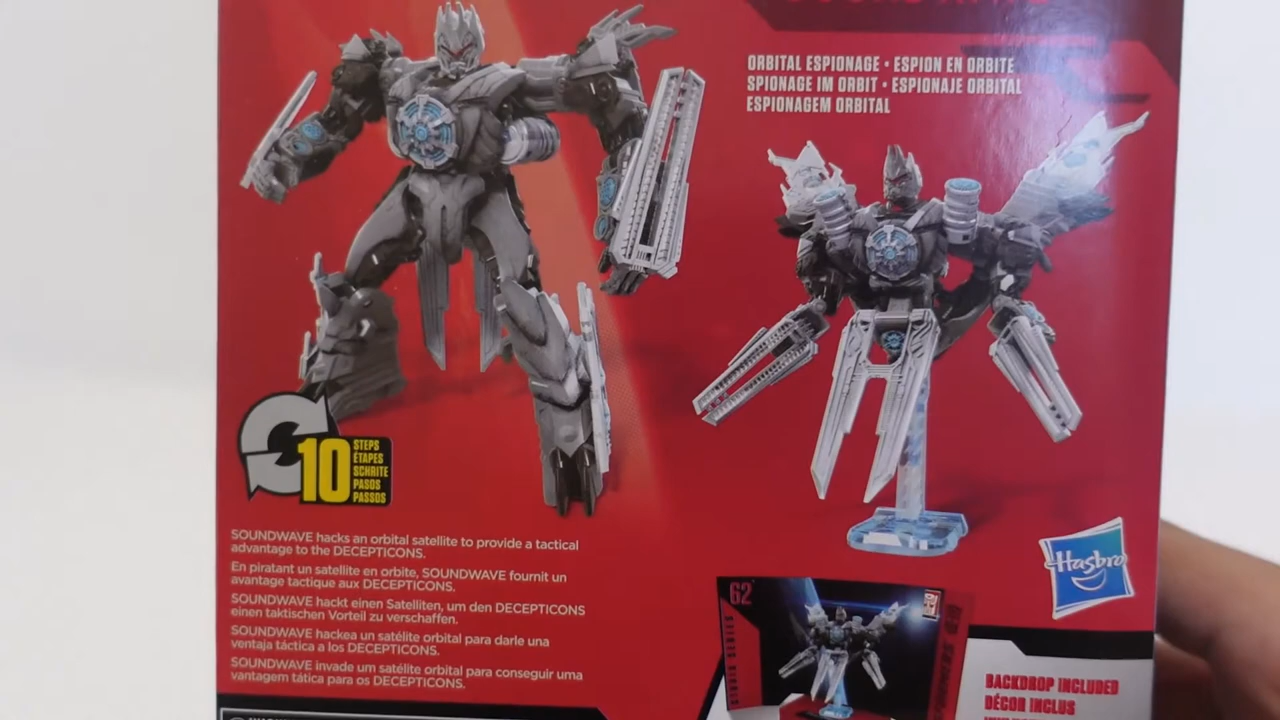 ORBITAL ESPIONAGE • ESPION EN ORBITE
SPIONAGE IM ORBIT • ESPIONAJE ORBITAL
ESPIONAGEM ORBITAL
10
STEPS
ÉTAPES
SCHRITE
PASOS
PASSOS
SOUNDWAVE hacks an orbital satellite to provide a tactical
advantage to the DECEPTICONS.
En piratant un satellite en orbite, SOUNDWAVE fournit un
avantage tactique aux DECEPTICONS.
SOUNDWAVE hackt einen Satelliten, um den DECEPTICONS
einen taktischen Vorteil zu verschaffen.
SOUNDWAVE hackea un satélite orbital para darle una
ventaja táctica a los DECEPTICONS.
SOUNDWAVE invade um satélite orbital para conseguir uma
vantagem tática para os DECEPTICONS.
Hasbro
62
BACKDROP INCLUDED
DÉCOR INCLUS